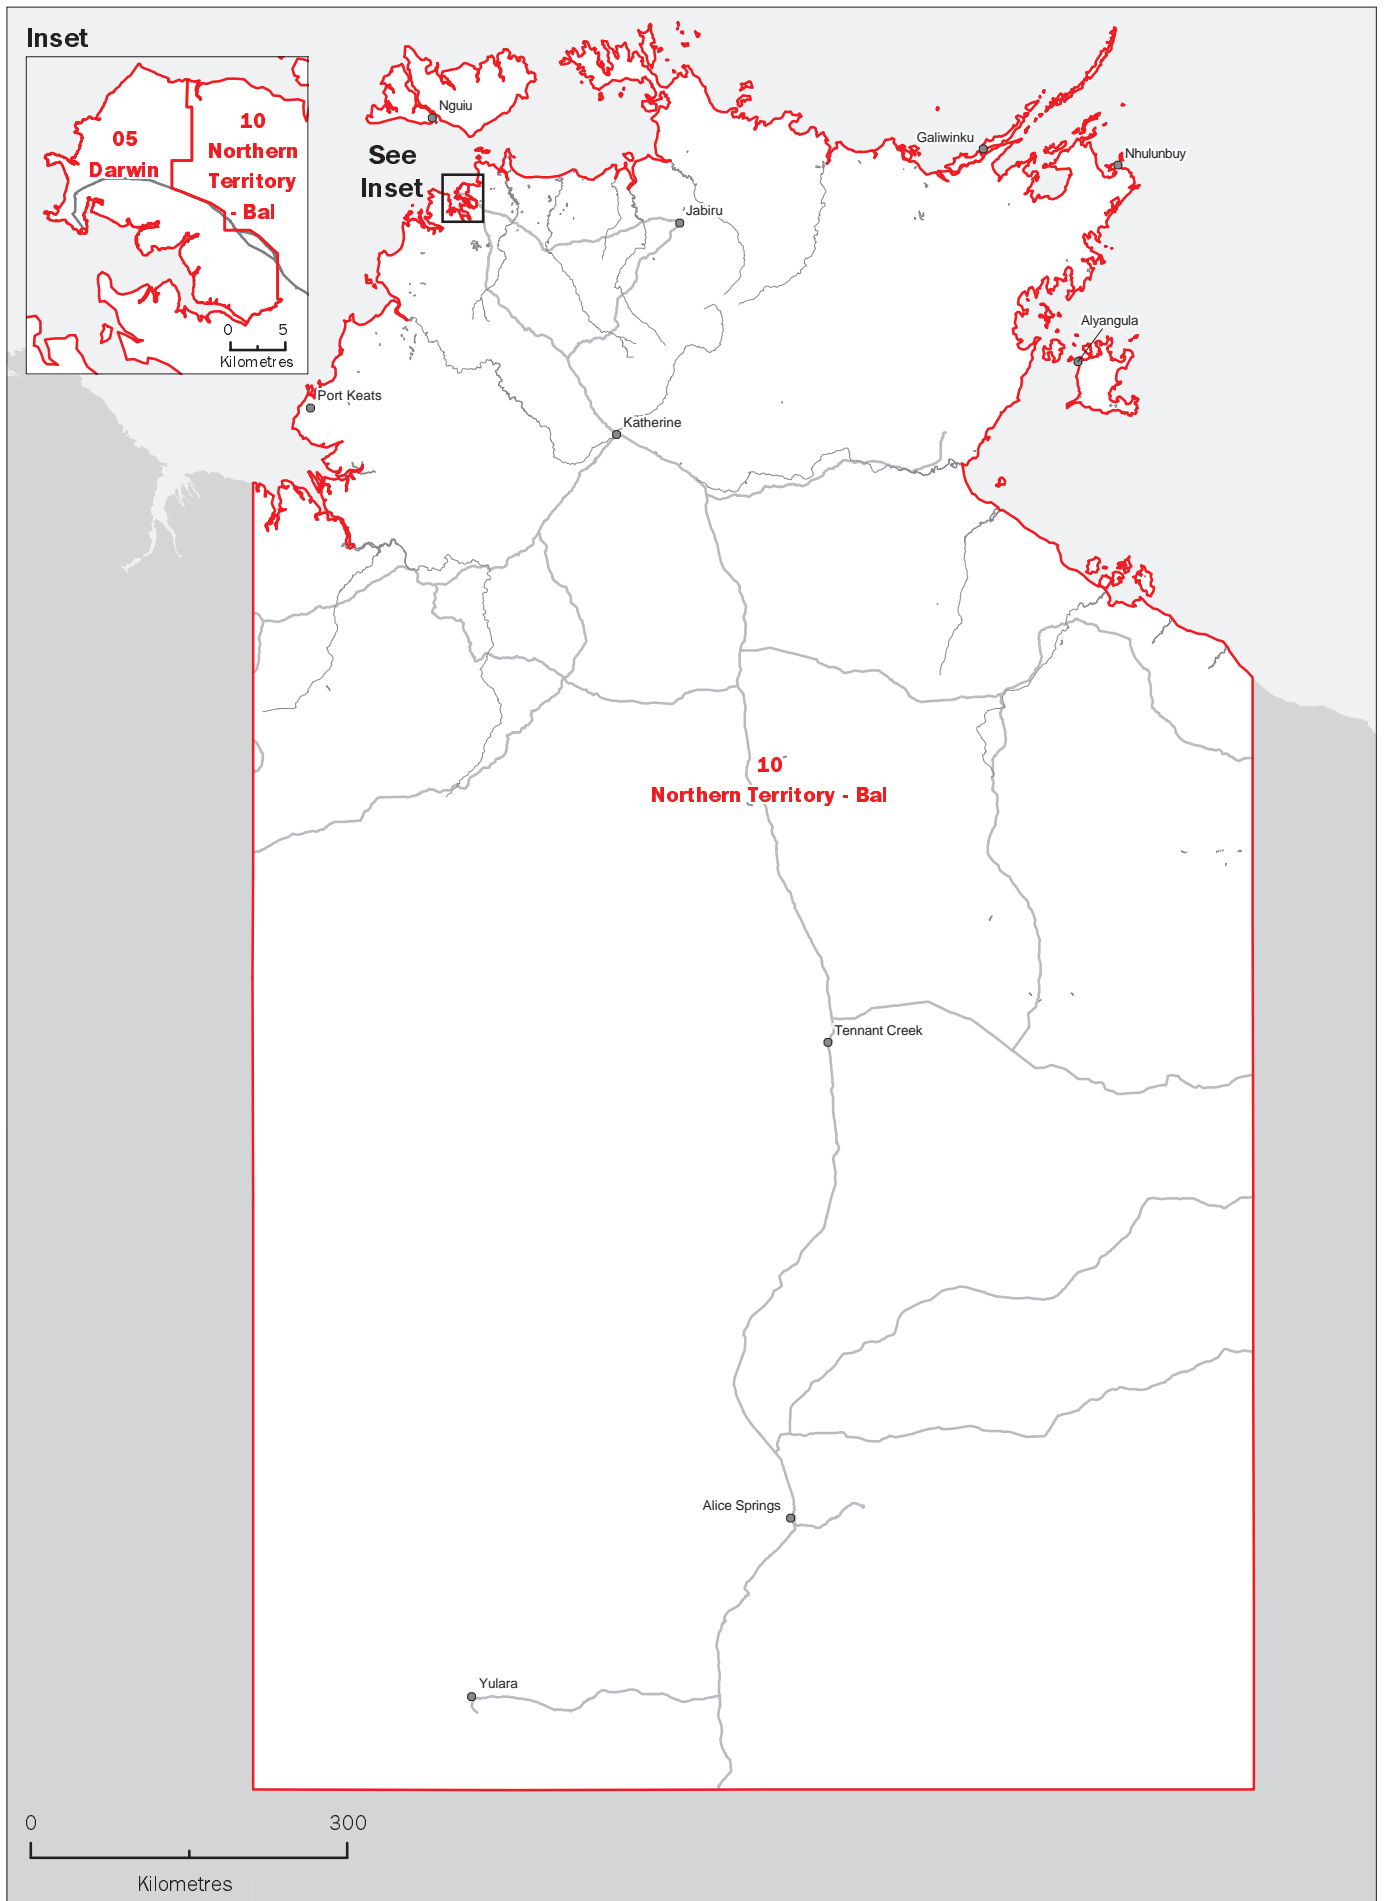 Inset
05
Darwin
10
Northern
Territory
- Bal
0 5
Kilometres
Nguiu
See
Inset
Galiwinku
Nhulunbuy
Jabiru
Alyangula
Port Keats
Katherine
10
Northern Territory - Bal
Tennant Creek
Alice Springs
Yulara
0 300
Kilometres